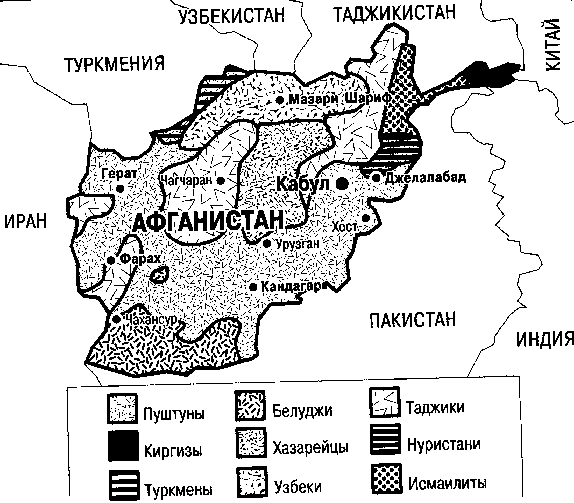 УЗБЕКИСТАН
ТАДЖИКИСТАН
КИТАЙ
ТУРКМЕНИЯ
Мазари Шариф
Герат
Чагчаран
Кабул
Джелалабад
ИРАН
АФГАНИСТАН
Хост
Урузган
Фарах
Кандагар
Чахансур
ПАКИСТАН
ИНДИЯ
Пуштуны
Белуджи
Таджики
Киргизы
Хазарейцы
Нуристани
Туркмены
Узбеки
Исмаилиты